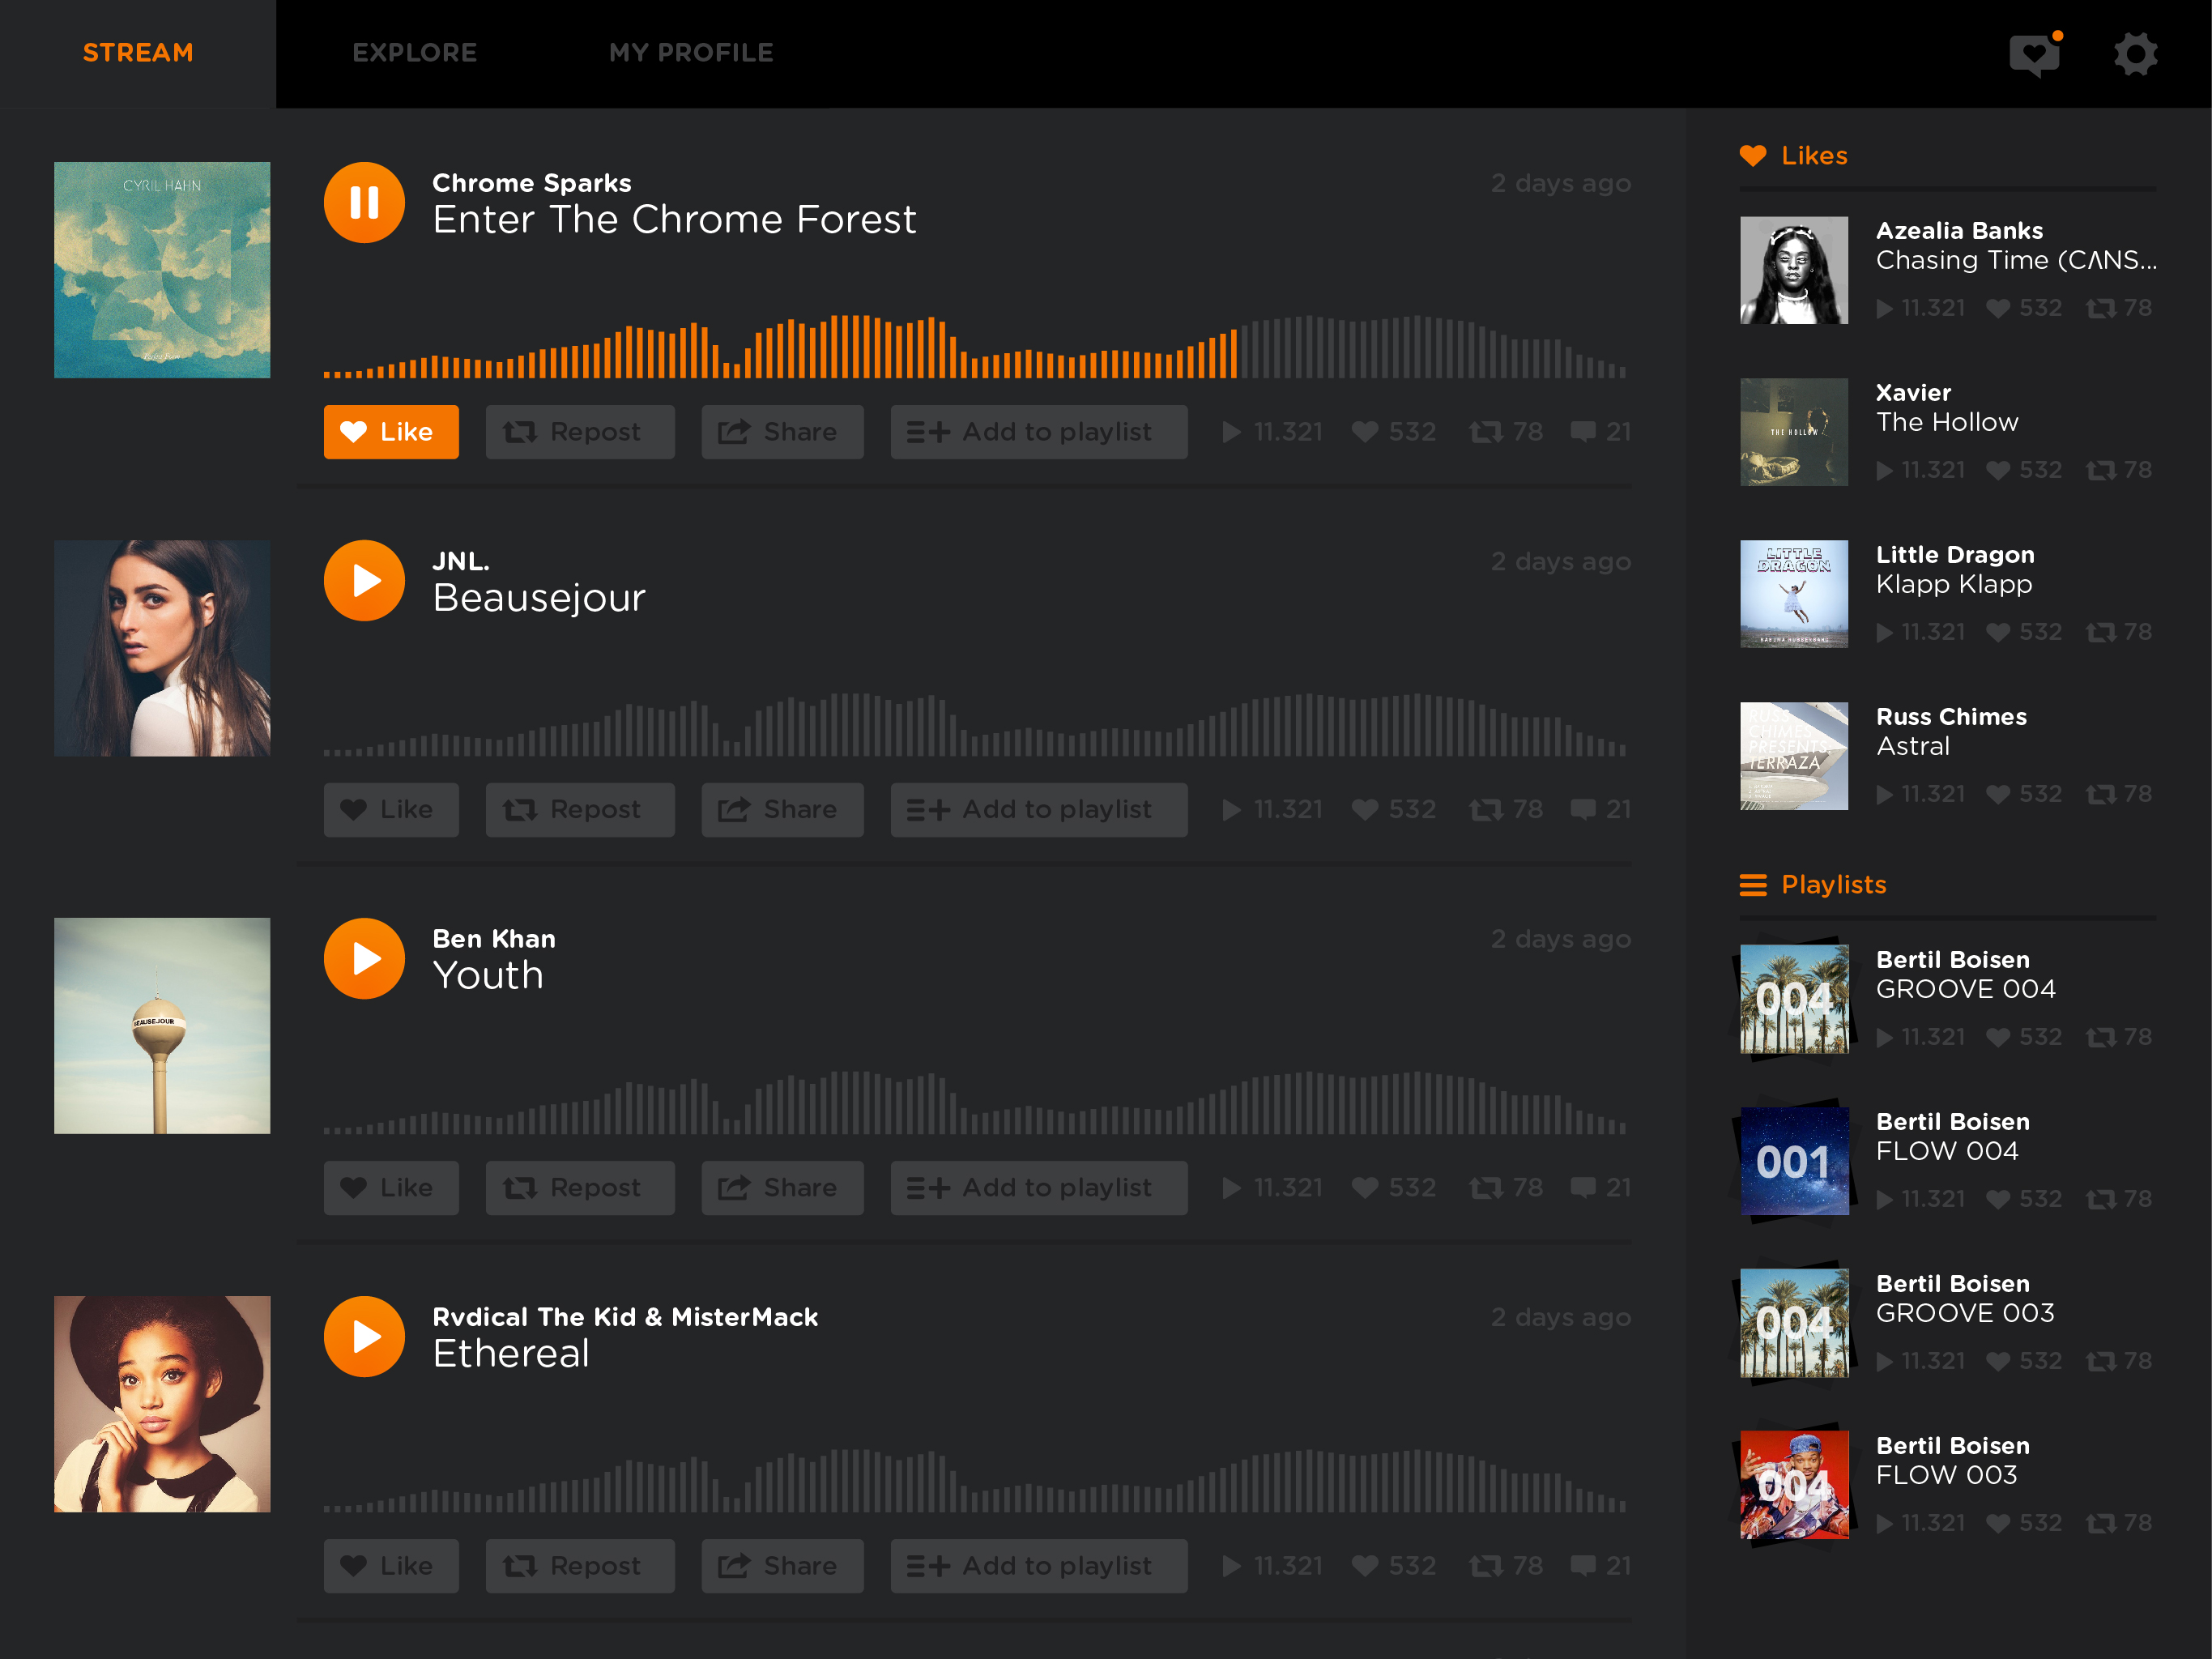 STREAM EXPLORE MY PROFILE
CYRIL HAHN
Chrome Sparks 2 days ago
Enter The Chrome Forest
Like Repost Share Add to playlist 11.321 532 78 21
JNL. 2 days ago
Beausejour
Like Repost Share Add to playlist 11.321 532 78 21
Ben Khan 2 days ago
Youth
BEAUSEJOUR
Like Repost Share Add to playlist 11.321 532 78 21
Rvdical The Kid & MisterMack 2 days ago
Ethereal
Like Repost Share Add to playlist 11.321 532 78 21
Likes
Azealia Banks
Chasing Time (CΛNS...
11.321 532 78
Xavier
The Hollow
THE HOLLOW
11.321 532 78
LITTLE
DRAGON
Little Dragon
Klapp Klapp
11.321 532 78
RUSS
CHIMES
PRESENTS
TERRAZA
Russ Chimes
Astral
11.321 532 78
Playlists
004
Bertil Boisen
GROOVE 004
11.321 532 78
001
Bertil Boisen
FLOW 004
11.321 532 78
004
Bertil Boisen
GROOVE 003
11.321 532 78
004
Bertil Boisen
FLOW 003
11.321 532 78